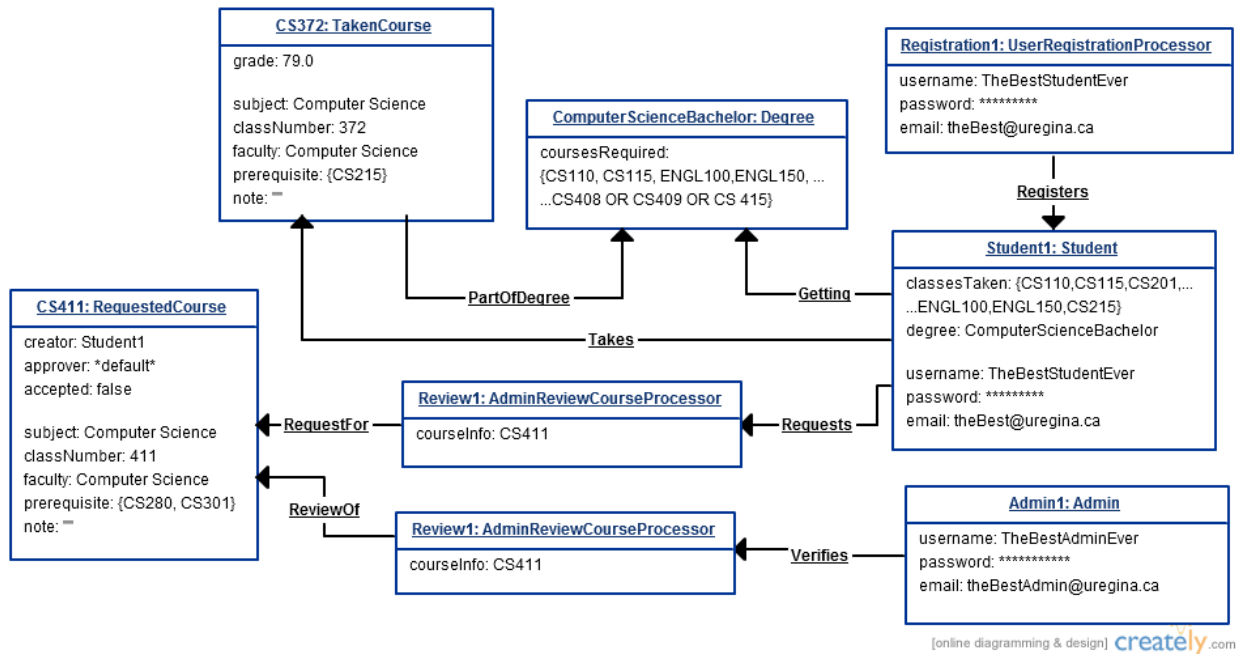 CS372: TakenCourse
grade: 79.0
subject: Computer Science
classNumber: 372
faculty: Computer Science
prerequisite: {CS215}
note: ""
ComputerScienceBachelor: Degree
coursesRequired:
{CS110, CS115, ENGL100,ENGL150, ...
...CS408 OR CS409 OR CS 415}
Registration1: UserRegistrationProcessor
username: TheBestStudentEver
password: *********
email: theBest@uregina.ca
Registers
Student1: Student
classesTaken: {CS110,CS115,CS201,...
...ENGL100,ENGL150,CS215}
degree: ComputerScienceBachelor
username: TheBestStudentEver
password: *********
email: theBest@uregina.ca
PartOfDegree
Getting
Takes
CS411: RequestedCourse
creator: Student1
approver: *default*
accepted: false
subject: Computer Science
classNumber: 411
faculty: Computer Science
prerequisite: {CS280, CS301}
note: ""
RequestFor
Review1: AdminReviewCourseProcessor
courseInfo: CS411
Requests
ReviewOf
Review1: AdminReviewCourseProcessor
courseInfo: CS411
Verifies
Admin1: Admin
username: TheBestAdminEver
password: ***********
email: theBestAdmin@uregina.ca
[online diagramming & design] creately.com